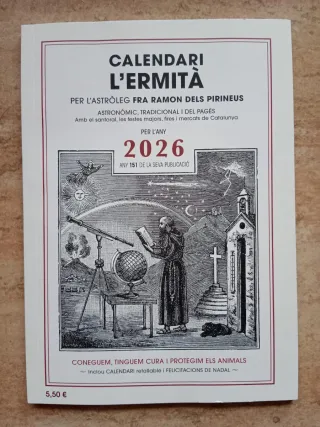 CALENDARI
L'ERMITÀ
PER L'ASTRÒLEG FRA RAMON DELS PIRINEUS
ASTRONÒMIC, TRADICIONAL I DEL PAGÈS
Amb el santoral, les festes majors, fires i mercats de Catalunya
PER L'ANY
2026
ANY 151 DE LA SEVA PUBLICACIÓ
CONEGUEM, TINGUEM CURA I PROTEGIM ELS ANIMALS
— Inclou CALENDARI retallable i FELICITACIONS DE NADAL —
5,50 €